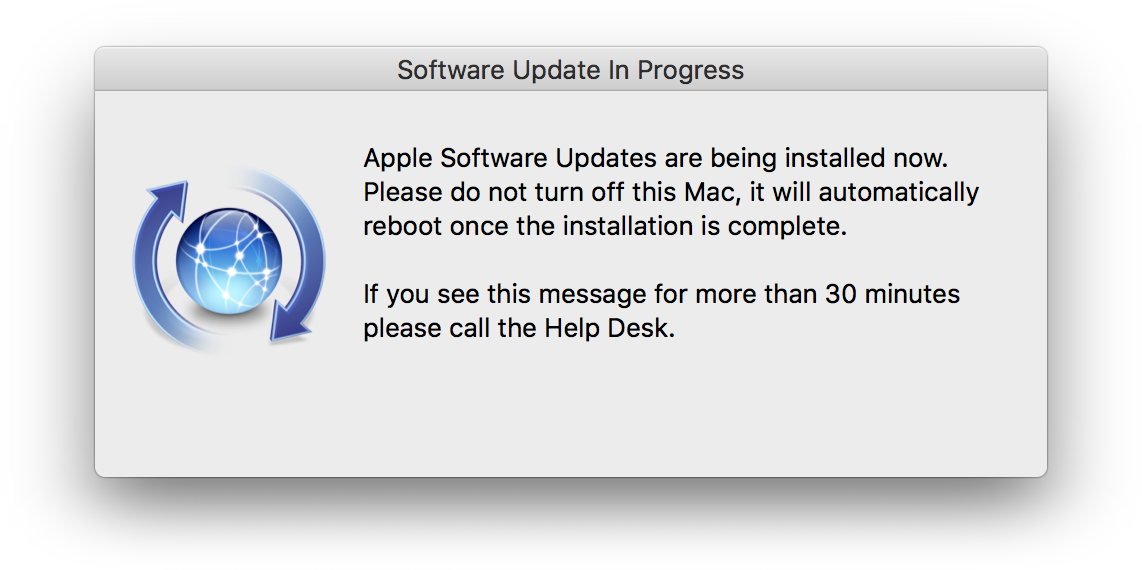 Software Update In Progress
Apple Software Updates are being installed now.
Please do not turn off this Mac, it will automatically
reboot once the installation is complete.
If you see this message for more than 30 minutes
please call the Help Desk.